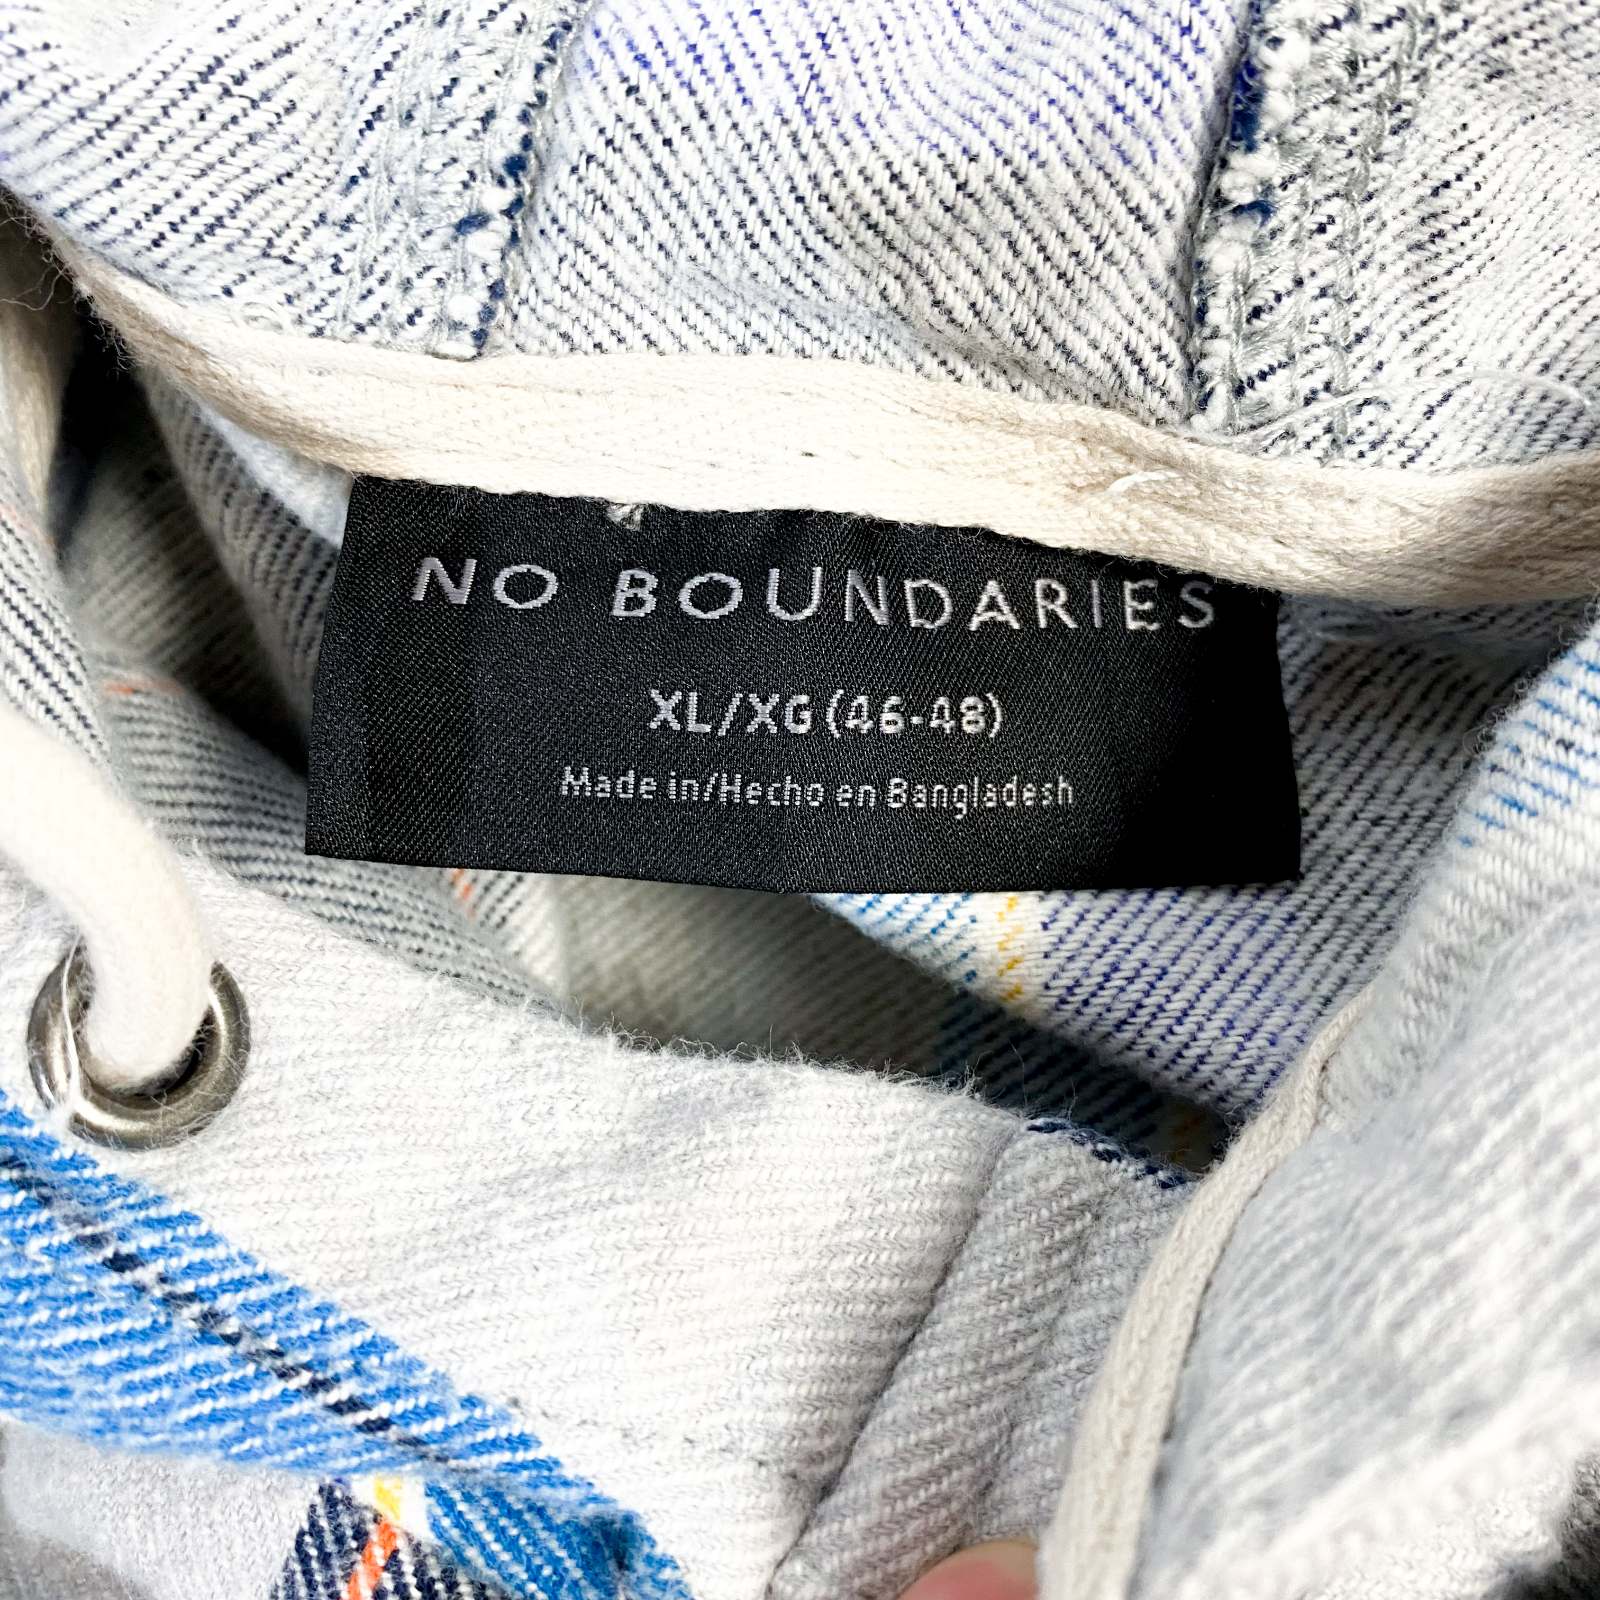 NO BOUNDARIES
XL/XG (46-48)
Made in/Hecho en Bangladesh